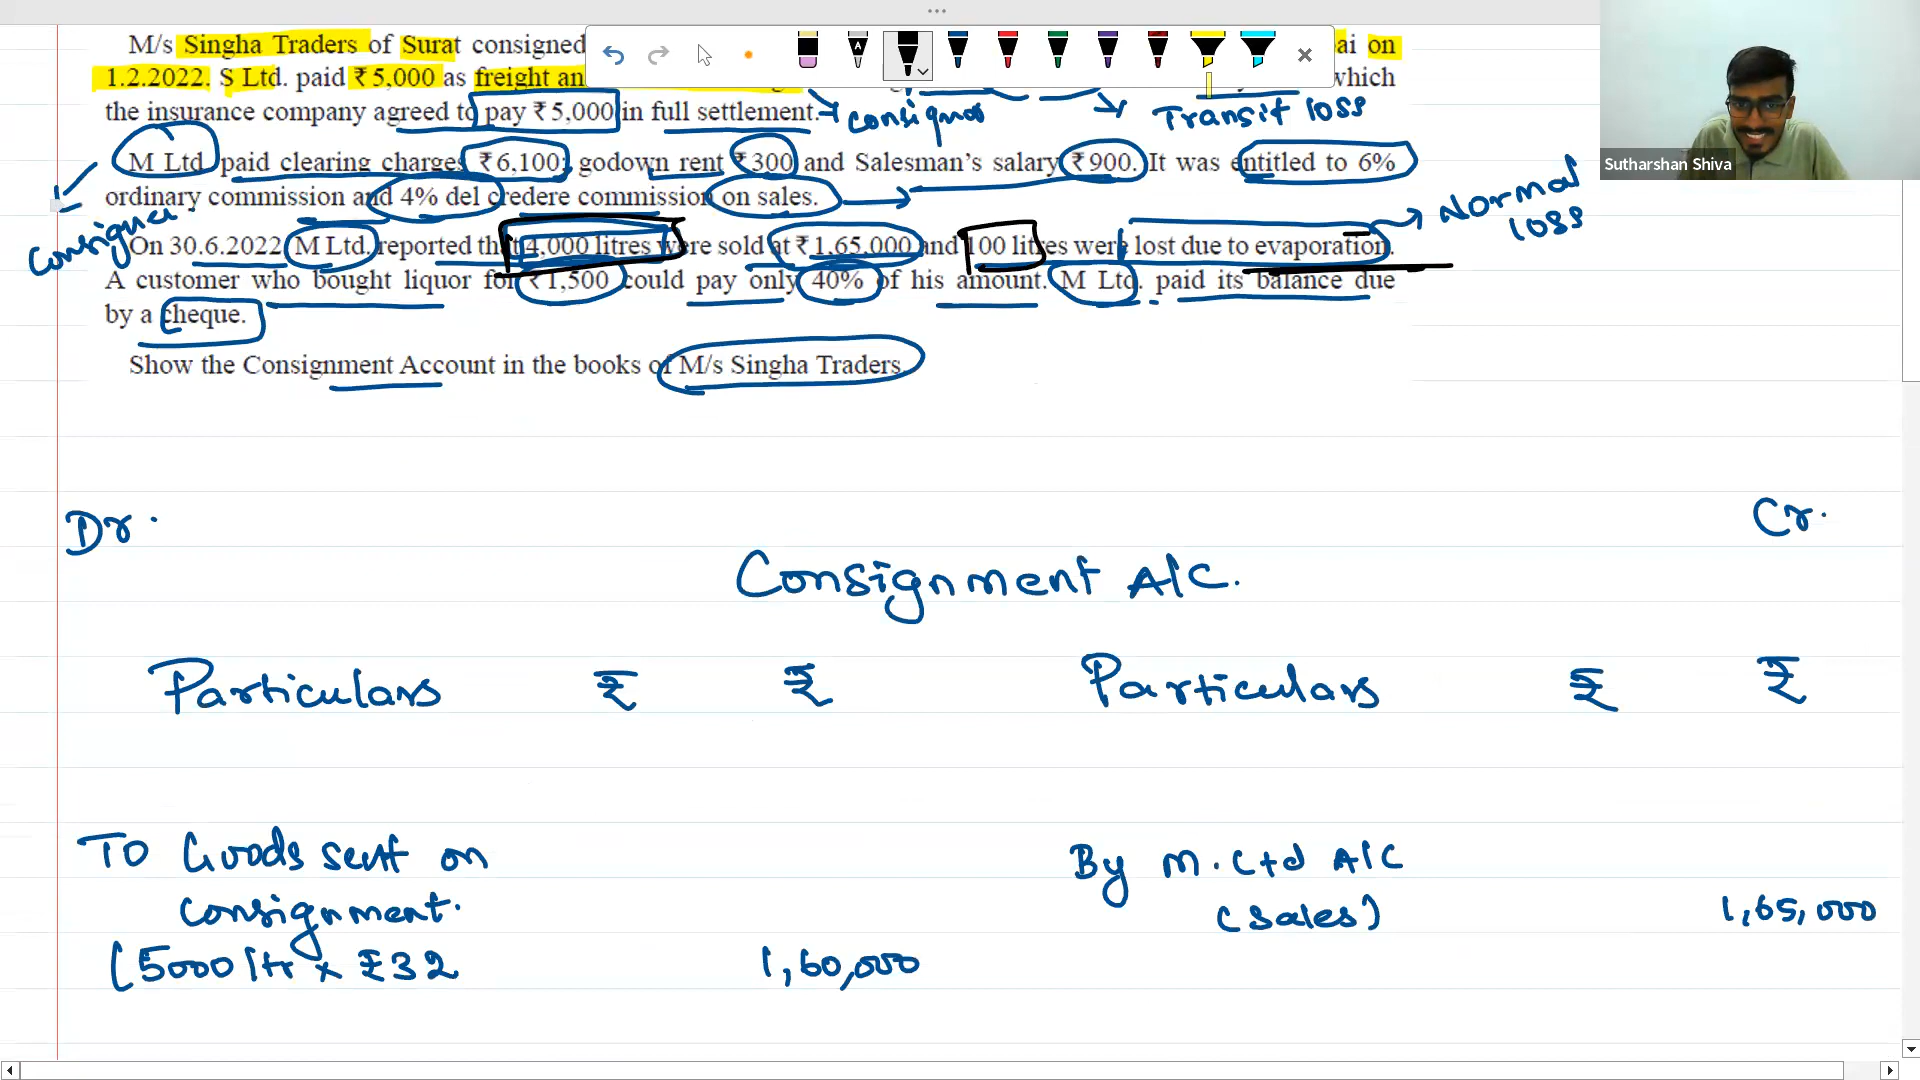 M/s Singha Traders of Surat consigned
ai on
1.2.2022. S Ltd. paid ₹ 5,000 as freight an
which
the insurance company agreed to pay ₹ 5,000 in full settlement.
consignor
Transit loss
M Ltd. paid clearing charges ₹ 6,100; godown rent ₹ 300 and Salesman's salary ₹ 900. It was entitled to 6%
ordinary commission and 4% del credere commission on sales.
Normal
loss
Consignee.
On 30.6.2022 M Ltd. reported that 4,000 litres were sold at ₹ 1,65,000 and 100 litres were lost due to evaporation.
A customer who bought liquor for ₹ 1,500 could pay only 40% of his amount. M Ltd. paid its balance due
by a cheque.
Show the Consignment Account in the books of M/s Singha Traders.
Sutharshan Shiva
Dr.
Cr.
Consignment A/C.
Particulars ₹ ₹ Particulars ₹ ₹
To Goods sent on
consignment.
(5000 ltr x ₹32 1,60,000
By M. Ltd A/C
(Sales) 1,65,000